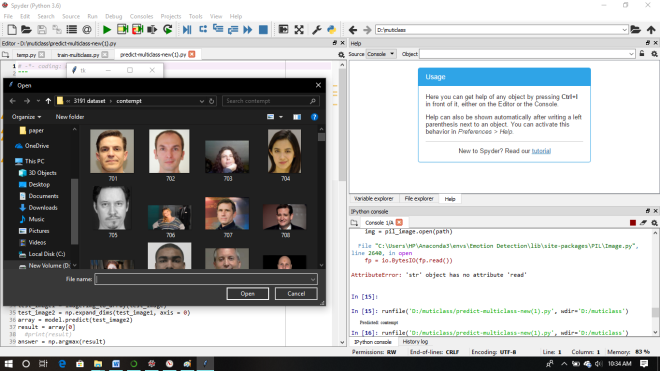 Spyder (Python 3.6)
File Edit Search Source Run Debug Consoles Projects Tools View Help
D:\muticlass
Editor - D:\muticlass\predict-multiclass-new(1).py
Help
temp.py train-multiclass.py predict-multiclass-new(1).py
Source Console Object
1 # -*- coding:
2 """
tk
Open
« 3191 dataset › contempt
Search contempt
Organize New folder
paper
OneDrive
This PC
3D Objects
Desktop
Documents
Downloads
Music
Pictures
Videos
Local Disk (C:)
New Volume (D:
701 702 703 704
705 706 707 708
File name:
Open Cancel
Usage
Here you can get help of any object by pressing Ctrl+I
in front of it, either on the Editor or the Console.
Help can also be shown automatically after writing a left
parenthesis next to an object. You can activate this
behavior in Preferences > Help.
New to Spyder? Read our tutorial
Variable explorer File explorer Help
IPython console
Console 1/A
img = pil_image.open(path)
File "C:\Users\HP\Anaconda3\envs\Emotion Detection\lib\site-packages\PIL\Image.py",
line 2640, in open
fp = io.BytesIO(fp.read())
AttributeError: 'str' object has no attribute 'read'
In [15]:
In [15]: runfile('D:/muticlass/predict-multiclass-new(1).py', wdir='D:/muticlass')
Predicted: contempt
In [16]: runfile('D:/muticlass/predict-multiclass-new(1).py', wdir='D:/muticlass')
IPython console History log
36 test_image2 = np.expand_dims(test_image1, axis = 0)
36 array = model.predict(test_image2)
37 result = array[0]
38 #print(result)
39 answer = np.argmax(result)
Permissions: RW End-of-lines: CRLF Encoding: UTF-8 Line: 1 Column: 1 Memory: 83 %
10:34 AM